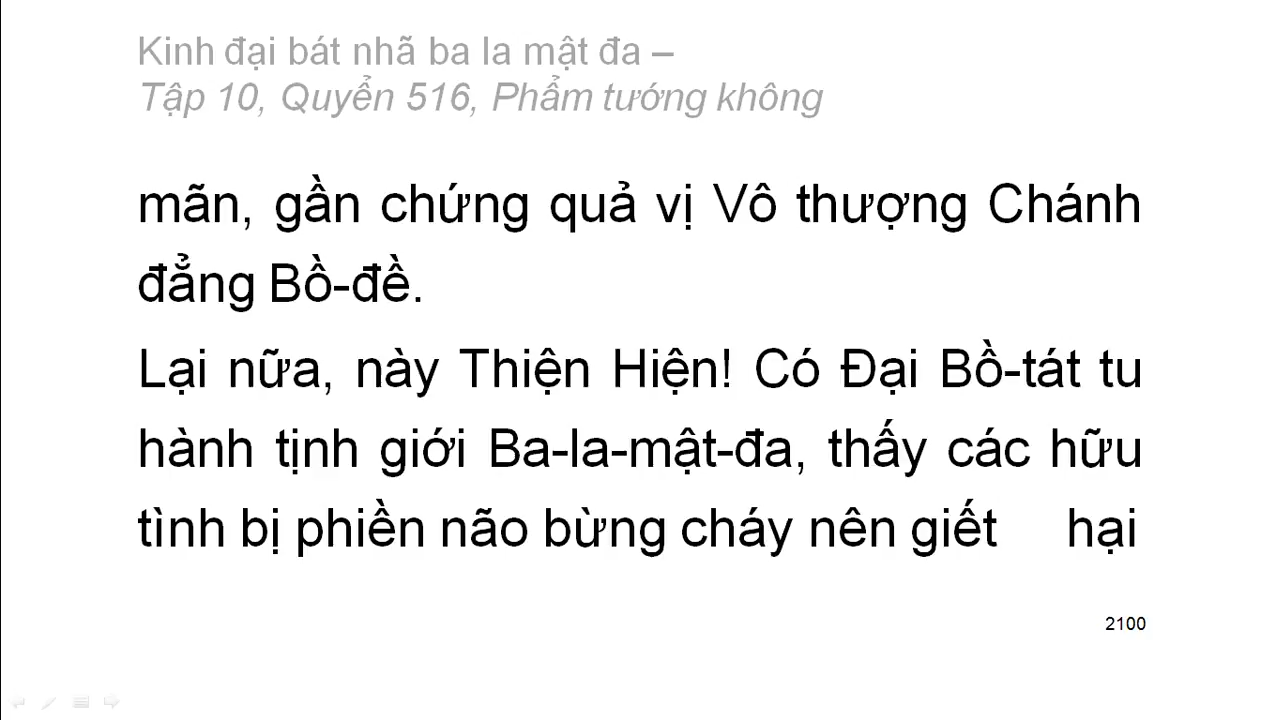 Kinh đại bát nhã ba la mật đa –
Tập 10, Quyển 516, Phẩm tướng không
mãn, gần chứng quả vị Vô thượng Chánh
đẳng Bồ-đề.
Lại nữa, này Thiện Hiện! Có Đại Bồ-tát tu
hành tịnh giới Ba-la-mật-đa, thấy các hữu
tình bị phiền não bừng cháy nên giết hại
2100